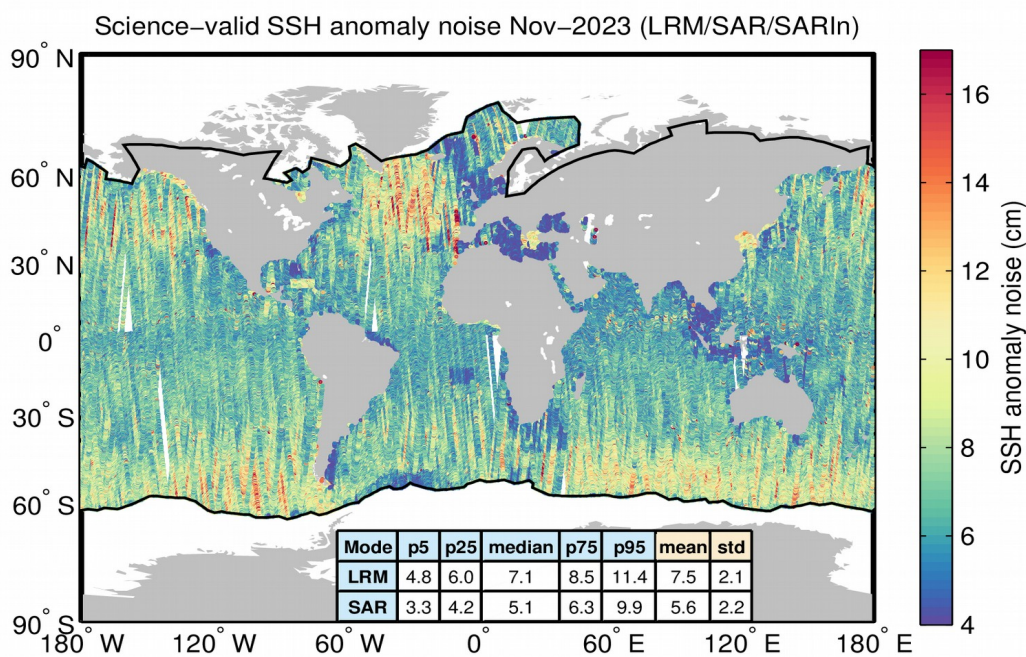 Science−valid SSH anomaly noise Nov−2023 (LRM/SAR/SARIn)
90° N
60° N
30° N
0°
30° S
60° S
90° S
180° W
120° W
60° W
0°
60° E
120° E
180° E
Mode p5 p25 median p75 p95 mean std
LRM 4.8 6.0 7.1 8.5 11.4 7.5 2.1
SAR 3.3 4.2 5.1 6.3 9.9 5.6 2.2
16
14
12
10
8
6
4
SSH anomaly noise (cm)